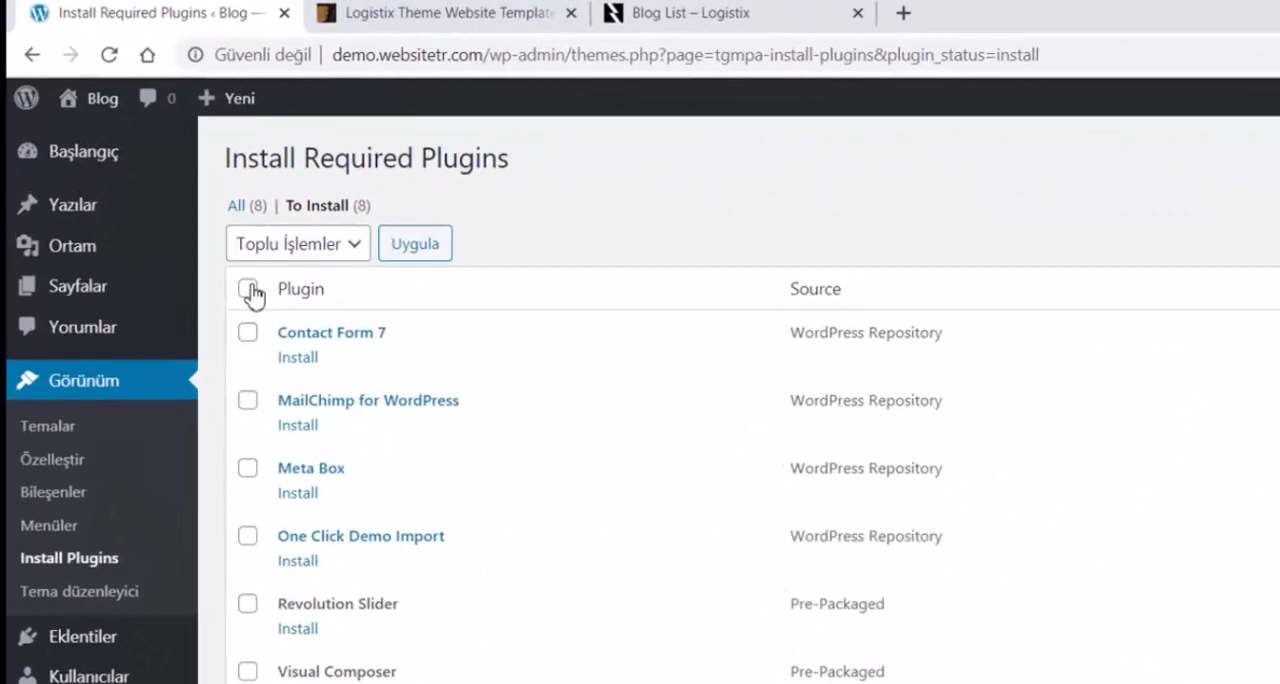 Install Required Plugins ‹ Blog —
Logistix Theme Website Templat
Blog List – Logistix
Güvenli değil | demo.websitetr.com/wp-admin/themes.php?page=tgmpa-install-plugins&plugin_status=install
Blog 0 Yeni
Başlangıç
Yazılar
Ortam
Sayfalar
Yorumlar
Görünüm
Temalar
Özelleştir
Bileşenler
Menüler
Install Plugins
Tema düzenleyici
Eklentiler
Kullanıcılar
Install Required Plugins
All (8) | To Install (8)
Toplu İşlemler Uygula
Plugin Source
Contact Form 7 WordPress Repository
Install
MailChimp for WordPress WordPress Repository
Install
Meta Box WordPress Repository
Install
One Click Demo Import WordPress Repository
Install
Revolution Slider Pre-Packaged
Install
Visual Composer Pre-Packaged